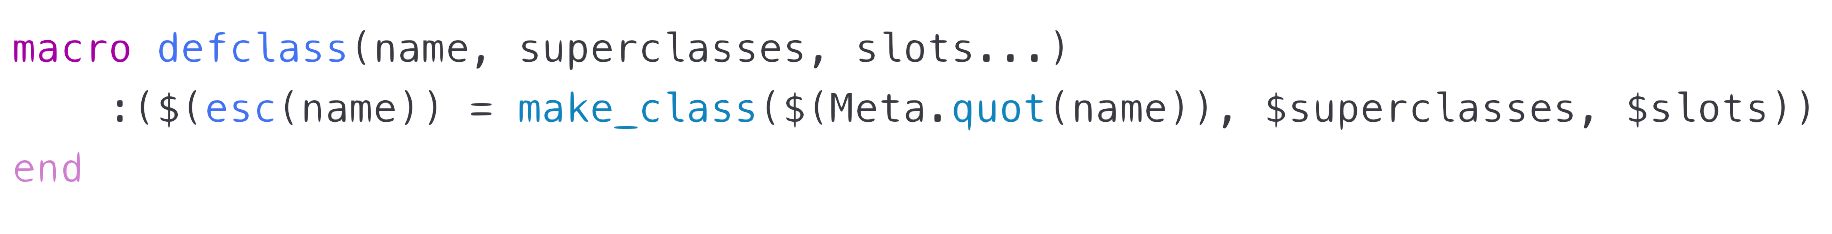 macro defclass(name, superclasses, slots...)
    :($(esc(name)) = make_class($(Meta.quot(name)), $superclasses, $slots))
end